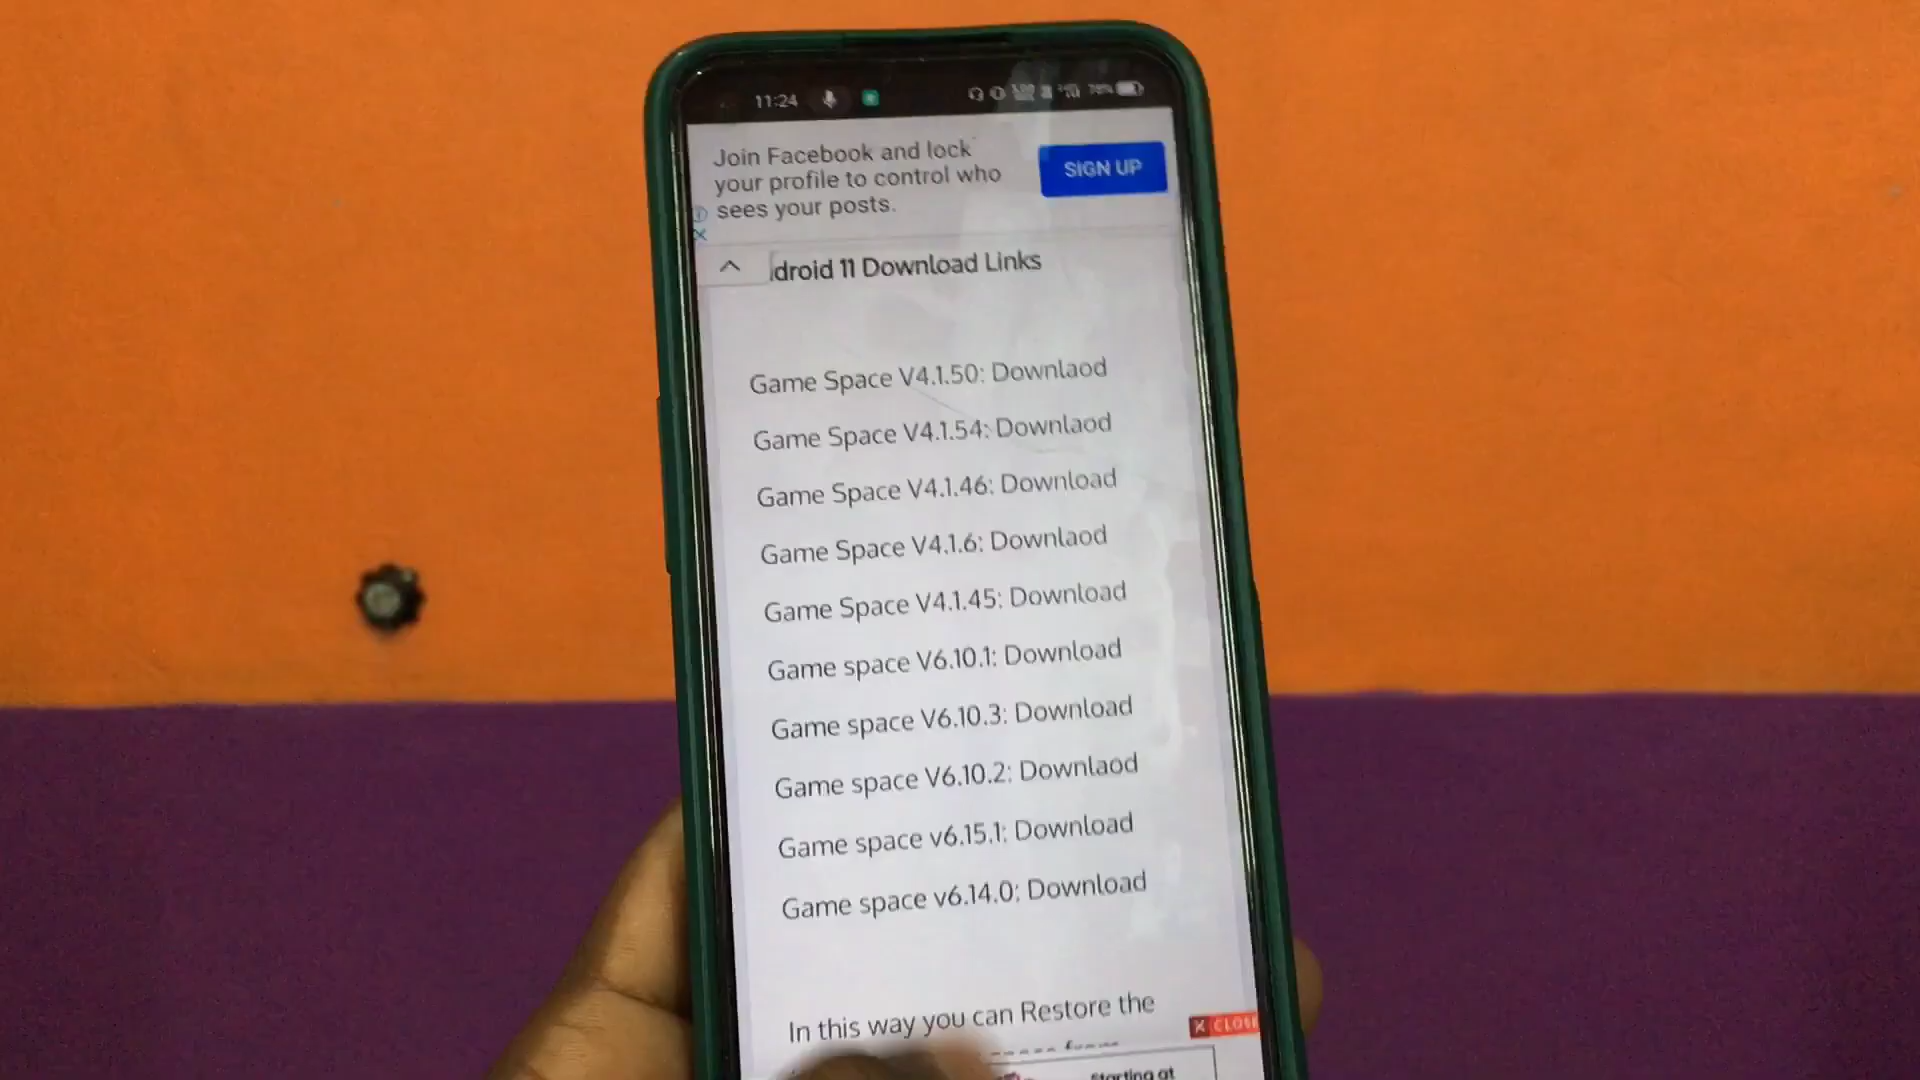 11:24
78%
Join Facebook and lock
your profile to control who
sees your posts.
SIGN UP
droid 11 Download Links
Game Space V4.1.50: Downlaod
Game Space V4.1.54: Downlaod
Game Space V4.1.46: Download
Game Space V4.1.6: Downlaod
Game Space V4.1.45: Download
Game space V6.10.1: Download
Game space V6.10.3: Download
Game space V6.10.2: Downlaod
Game space v6.15.1: Download
Game space v6.14.0: Download
In this way you can Restore the
CLOSE
Starting at